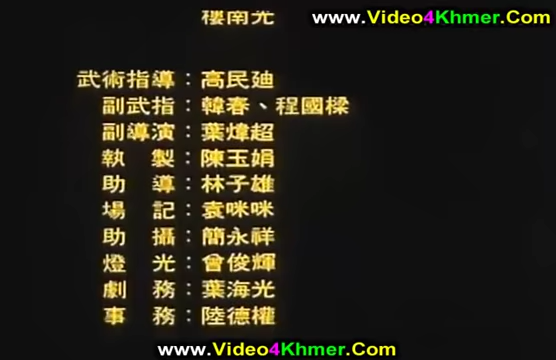 www.Video4Khmer.Com
樓南光
武術指導：高民廸
副武指：韓春、程國樑
副導演：葉煒超
執　製：陳玉娟
助　導：林子雄
場　記：袁咪咪
助　攝：簡永祥
燈　光：曾俊輝
劇　務：葉海光
事　務：陸德權
www.Video4Khmer.Com